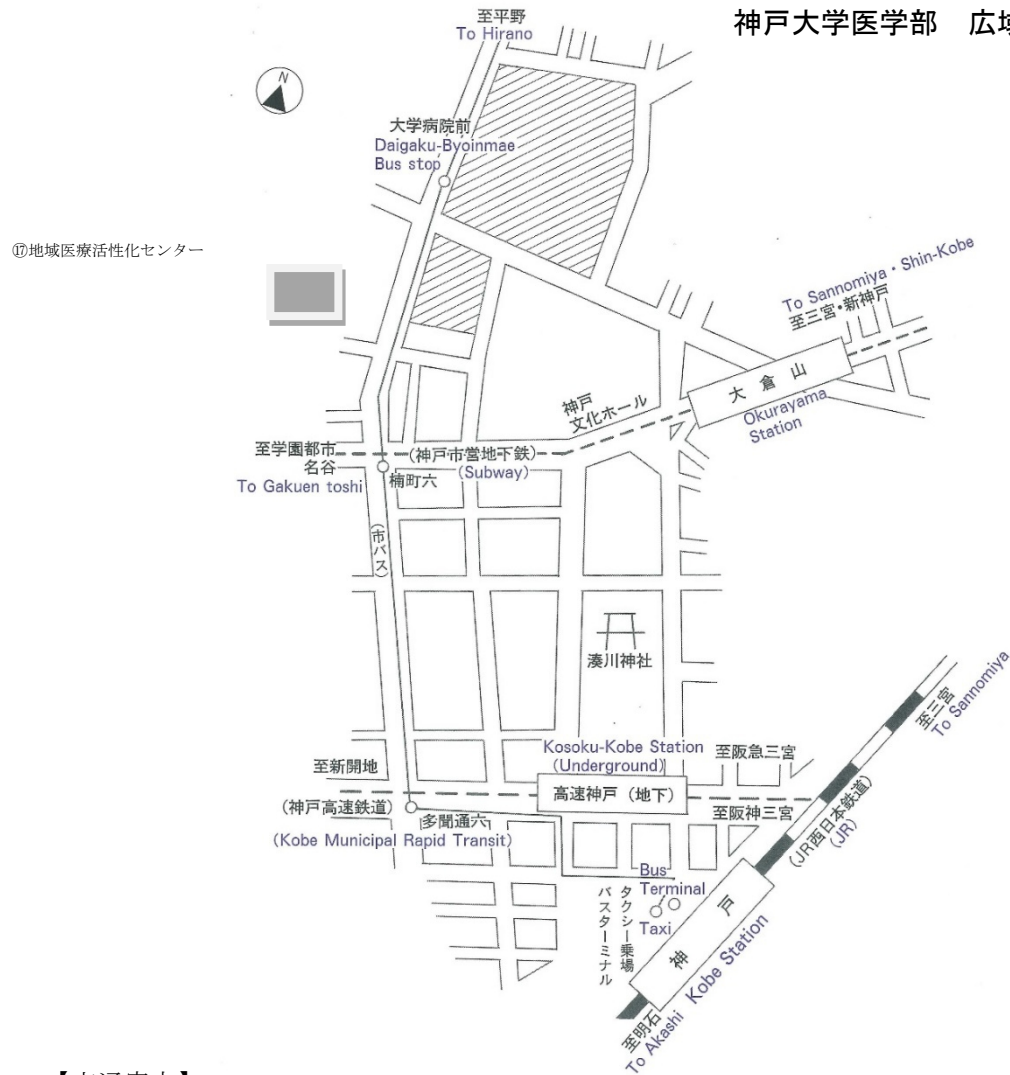 神戸大学医学部 広域
至平野
To Hirano
N
大学病院前
Daigaku-Byoinmae
Bus stop
⑰地域医療活性化センター
To Sannomiya・Shin-Kobe
至三宮・新神戸
大倉山
Okurayama
Station
神戸
文化ホール
至学園都市
名谷
To Gakuen toshi
(神戸市営地下鉄)
(Subway)
楠町六
(市バス)
湊川神社
至三宮
To Sannomiya
Kosoku-Kobe Station
(Underground)
至阪急三宮
至新開地
高速神戸（地下）
(神戸高速鉄道)
至阪神三宮
多聞通六
(Kobe Municipal Rapid Transit)
(JR西日本鉄道)
(JR)
Bus
Terminal
タクシー乗場
バスターミナル
Taxi
神戸
Kobe Station
至明石
To Akashi